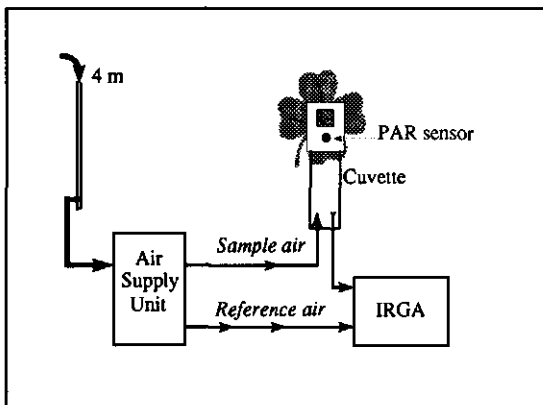 4 m
PAR sensor
Cuvette
Sample air
Air
Supply
Unit
Reference air
IRGA